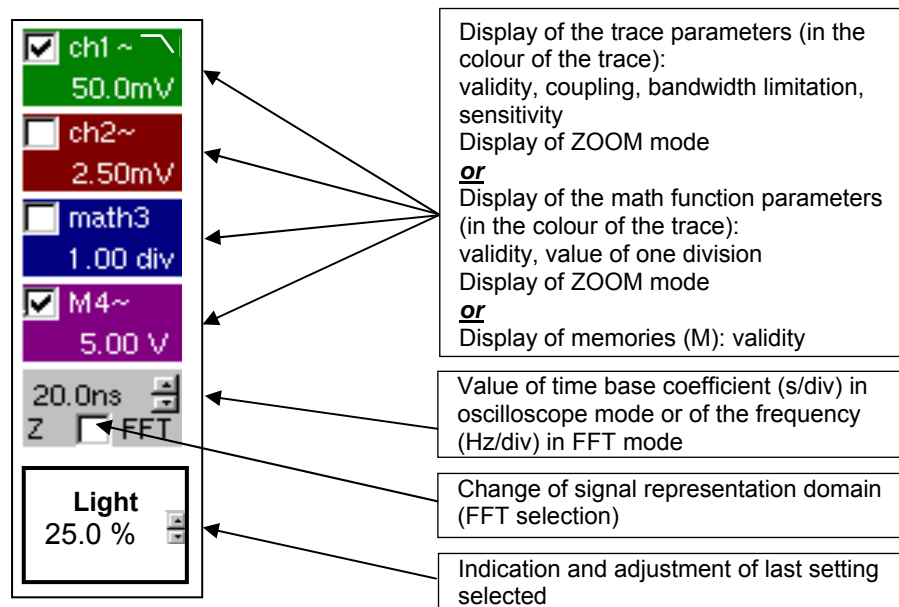 ch1 ~
50.0mV
ch2~
2.50mV
math3
1.00 div
M4~
5.00 V
20.0ns
Z FFT
Light
25.0 %
Display of the trace parameters (in the
colour of the trace):
validity, coupling, bandwidth limitation,
sensitivity
Display of ZOOM mode
or
Display of the math function parameters
(in the colour of the trace):
validity, value of one division
Display of ZOOM mode
or
Display of memories (M): validity
Value of time base coefficient (s/div) in
oscilloscope mode or of the frequency
(Hz/div) in FFT mode
Change of signal representation domain
(FFT selection)
Indication and adjustment of last setting
selected